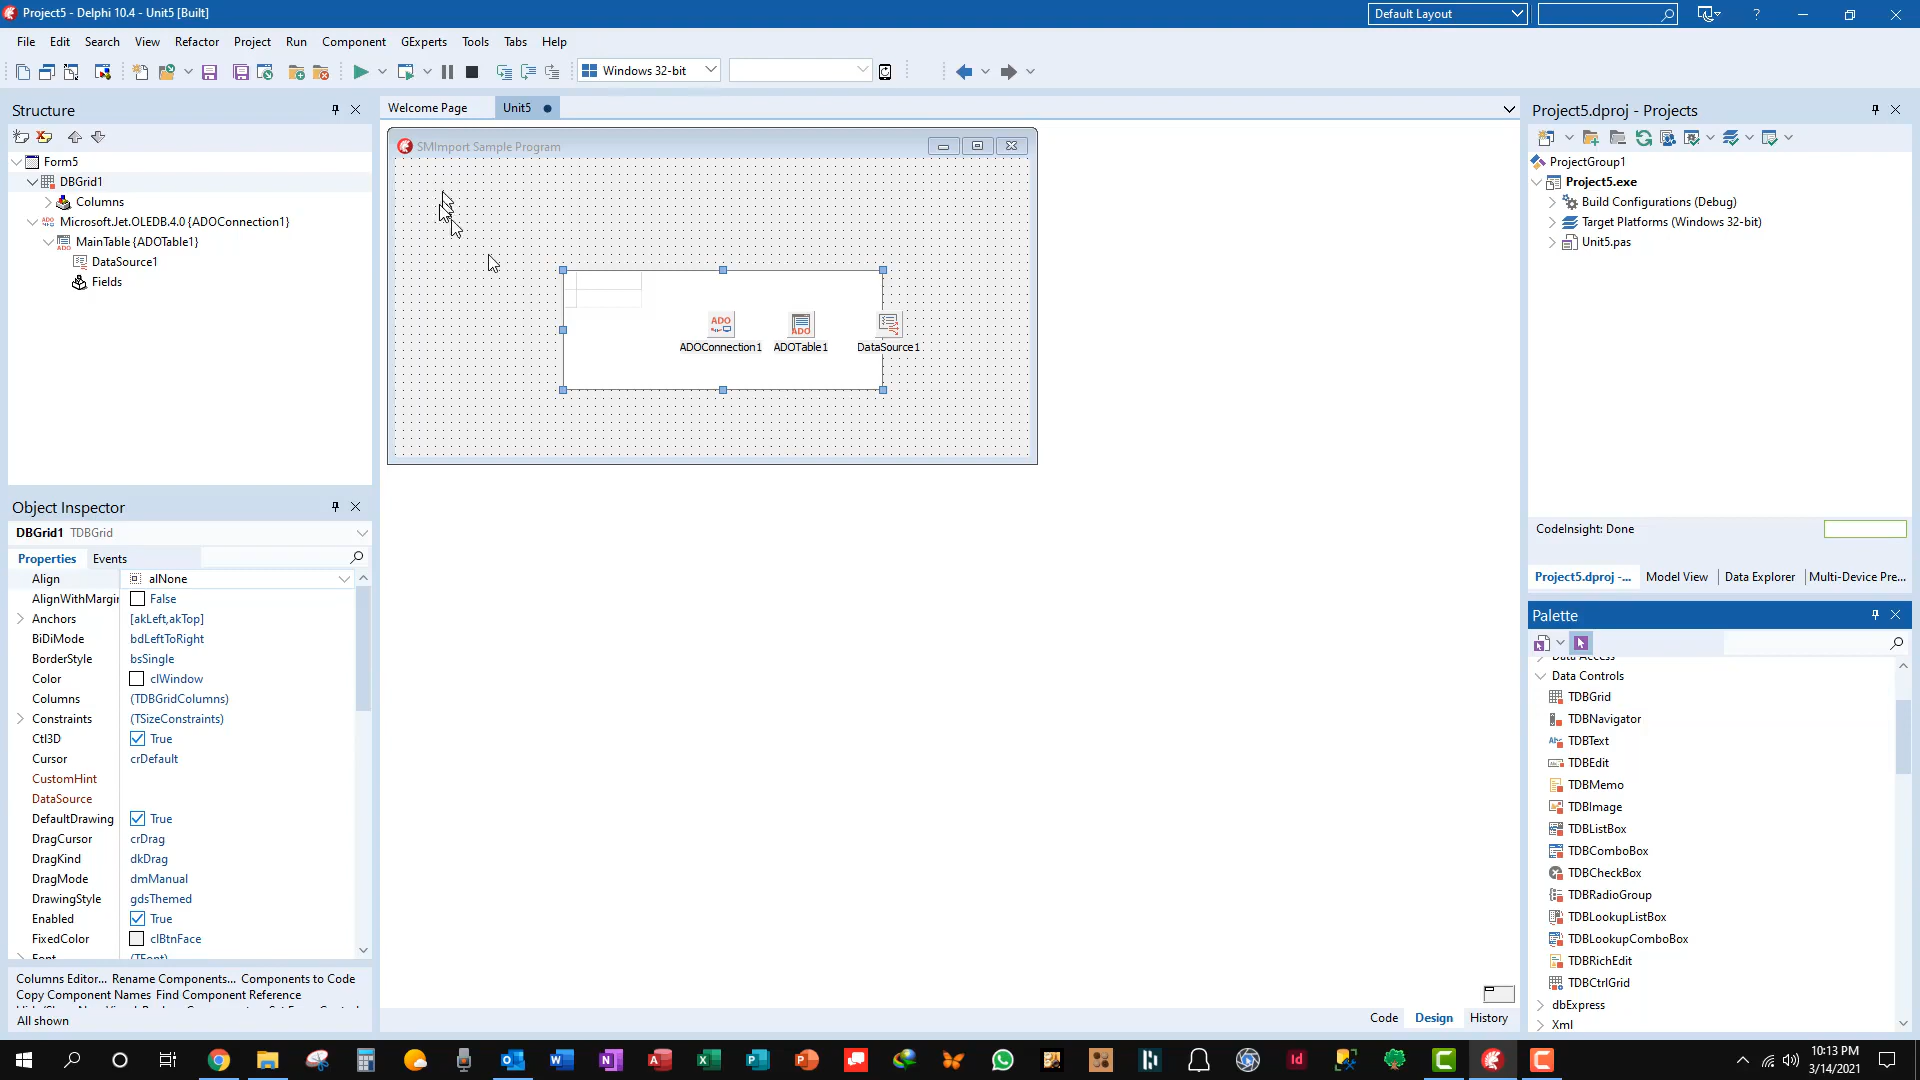 Project5 - Delphi 10.4 - Unit5 [Built]
Default Layout
File Edit Search View Refactor Project Run Component GExperts Tools Tabs Help
Windows 32-bit
Structure
Form5
DBGrid1
Columns
Microsoft.Jet.OLEDB.4.0 {ADOConnection1}
MainTable {ADOTable1}
DataSource1
Fields
Object Inspector
DBGrid1 TDBGrid
Properties Events
Align alNone
AlignWithMargin False
Anchors [akLeft,akTop]
BiDiMode bdLeftToRight
BorderStyle bsSingle
Color clWindow
Columns (TDBGridColumns)
Constraints (TSizeConstraints)
Ctl3D True
Cursor crDefault
CustomHint
DataSource
DefaultDrawing True
DragCursor crDrag
DragKind dkDrag
DragMode dmManual
DrawingStyle gdsThemed
Enabled True
FixedColor clBtnFace
Font (TFont)
Columns Editor... Rename Components... Components to Code
Copy Component Names Find Component Reference
All shown
Welcome Page Unit5
SMImport Sample Program
ADO
ADO
ADOConnection1 ADOTable1 DataSource1
Code Design History
Project5.dproj - Projects
ProjectGroup1
Project5.exe
Build Configurations (Debug)
Target Platforms (Windows 32-bit)
Unit5.pas
CodeInsight: Done
Project5.dproj -... Model View Data Explorer Multi-Device Pre...
Palette
Data Access
Data Controls
TDBGrid
TDBNavigator
TDBText
TDBEdit
TDBMemo
TDBImage
TDBListBox
TDBComboBox
TDBCheckBox
TDBRadioGroup
TDBLookupListBox
TDBLookupComboBox
TDBRichEdit
TDBCtrlGrid
dbExpress
Xml
10:13 PM
3/14/2021